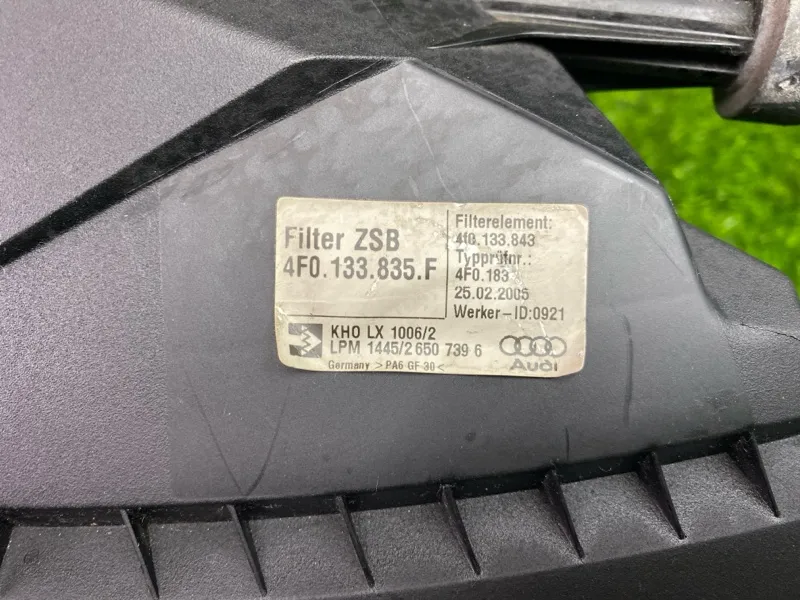 Filter ZSB
4F0.133.835.F
Filterelement:
4f0.133.843
Typprüfnr.:
4F0.183
25.02.2005
Werker-ID:0921
KHO LX 1006/2
LPM 1445/2 650 739 6
Germany >PA6 GF 30<
Audi